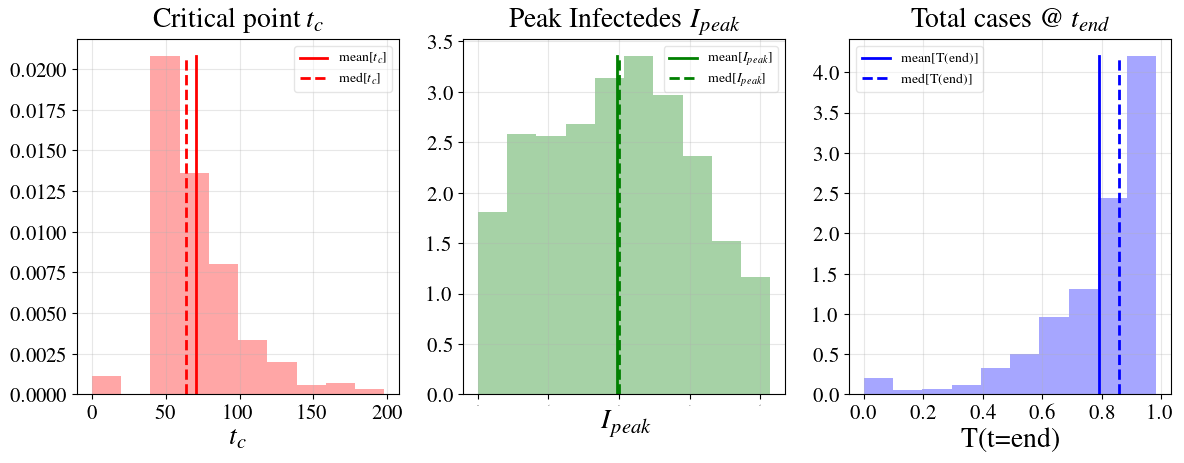 Critical point t_c
0.0200
0.0175
0.0150
0.0125
0.0100
0.0075
0.0050
0.0025
0.0000
mean[t_c]
med[t_c]
0 50 100 150 200
t_c
Peak Infectedes I_peak
3.5
3.0
2.5
2.0
1.5
1.0
0.5
0.0
mean[I_peak]
med[I_peak]
I_peak
Total cases @ t_end
4.0
3.5
3.0
2.5
2.0
1.5
1.0
0.5
0.0
mean[T(end)]
med[T(end)]
0.0 0.2 0.4 0.6 0.8 1.0
T(t=end)